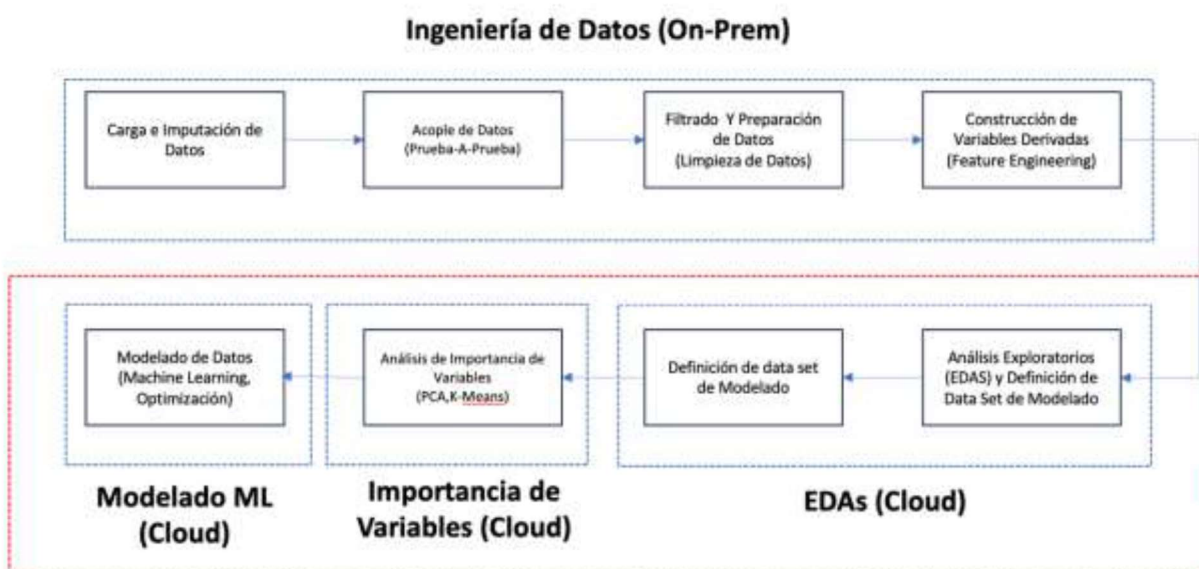 Ingeniería de Datos (On-Prem)
Carga e Imputación de
Datos
Acople de Datos
(Prueba-A-Prueba)
Filtrado Y Preparación
de Datos
(Limpieza de Datos)
Construcción de
Variables Derivadas
(Feature Engineering)
Modelado de Datos
(Machine Learning,
Optimización)
Análisis de Importancia de
Variables
(PCA,K-Means)
Definición de data set
de Modelado
Análisis Exploratorios
(EDAS) y Definición de
Data Set de Modelado
Modelado ML
(Cloud)
Importancia de
Variables (Cloud)
EDAs (Cloud)